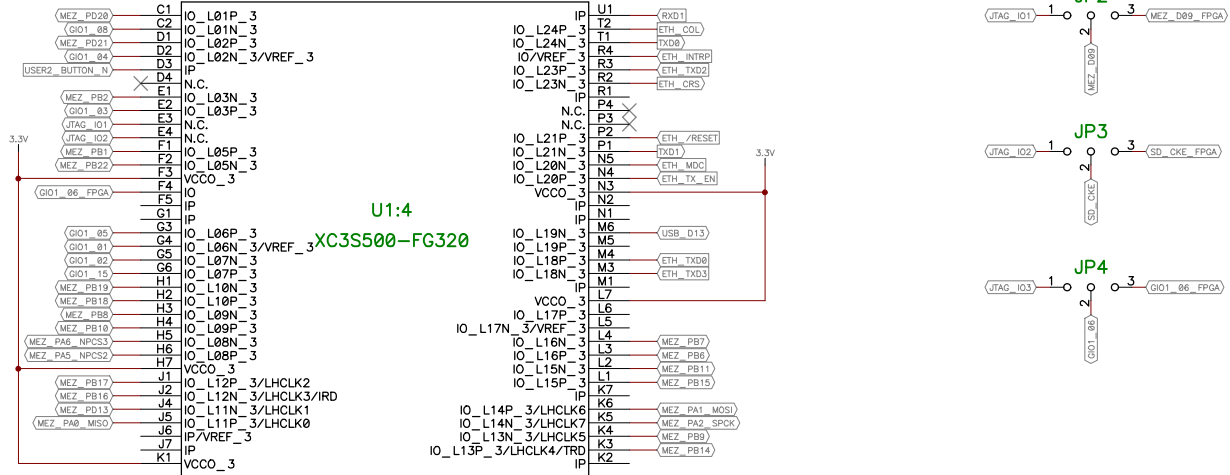 MEZ_PD20 C1 IO_L01P_3
GIO1_08 C2 IO_L01N_3
MEZ_PD21 D1 IO_L02P_3
GIO1_04 D2 IO_L02N_3/VREF_3
USER2_BUTTON_N D3 IP
D4 N.C.
MEZ_PB2 E1 IO_L03N_3
GIO1_03 E2 IO_L03P_3
JTAG_IO1 E3 N.C.
JTAG_IO2 E4 N.C.
MEZ_PB1 F1 IO_L05P_3
MEZ_PB22 F2 IO_L05N_3
3.3V
F3 VCCO_3
GIO1_06_FPGA F4 IO
F5 IP
G1 IP
GIO1_05 G3 IO_L06P_3
GIO1_01 G4 IO_L06N_3/VREF_3
GIO1_02 G5 IO_L07N_3
GIO1_15 G6 IO_L07P_3
MEZ_PB19 H1 IO_L10N_3
MEZ_PB18 H2 IO_L10P_3
MEZ_PB8 H3 IO_L09N_3
MEZ_PB10 H4 IO_L09P_3
MEZ_PA6_NPCS3 H5 IO_L08N_3
MEZ_PA5_NPCS2 H6 IO_L08P_3
H7 VCCO_3
MEZ_PB17 J1 IO_L12P_3/LHCLK2
MEZ_PB16 J2 IO_L12N_3/LHCLK3/IRD
MEZ_PD13 J4 IO_L11N_3/LHCLK1
MEZ_PA0_MISO J5 IO_L11P_3/LHCLK0
J6 IP/VREF_3
J7 IP
K1 VCCO_3
U1:4
XC3S500-FG320
IP U1 RXD1
IO_L24P_3 T2 ETH_COL
IO_L24N_3 T1 TXD0
IO/VREF_3 R4 ETH_INTRP
IO_L23P_3 R3 ETH_TXD2
IO_L23N_3 R2 ETH_CRS
IP R1
N.C. P4
N.C. P3
IO_L21P_3 P2 ETH_/RESET
IO_L21N_3 P1 TXD1
IO_L20N_3 N5 ETH_MDC
IO_L20P_3 N4 ETH_TX_EN
VCCO_3 N3
3.3V
IP N2
IP N1
IO_L19N_3 M6 USB_D13
IO_L19P_3 M5
IO_L18P_3 M4 ETH_TXD0
IO_L18N_3 M3 ETH_TXD3
IP M1
VCCO_3 L7
IO_L17P_3 L6
IO_L17N_3/VREF_3 L5
IO_L16N_3 L4 MEZ_PB7
IO_L16P_3 L3 MEZ_PB6
IO_L15N_3 L2 MEZ_PB11
IO_L15P_3 L1 MEZ_PB15
IP K7
IO_L14P_3/LHCLK6 K6 MEZ_PA1_MOSI
IO_L14N_3/LHCLK7 K5 MEZ_PA2_SPCK
IO_L13N_3/LHCLK5 K4 MEZ_PB9
IO_L13P_3/LHCLK4/TRD K3 MEZ_PB14
IP K2
JP2
JTAG_IO1 1 3 MEZ_D09_FPGA
2
MEZ_D09
JP3
JTAG_IO2 1 3 SD_CKE_FPGA
2
SD_CKE
JP4
JTAG_IO3 1 3 GIO1_06_FPGA
2
GIO1_06